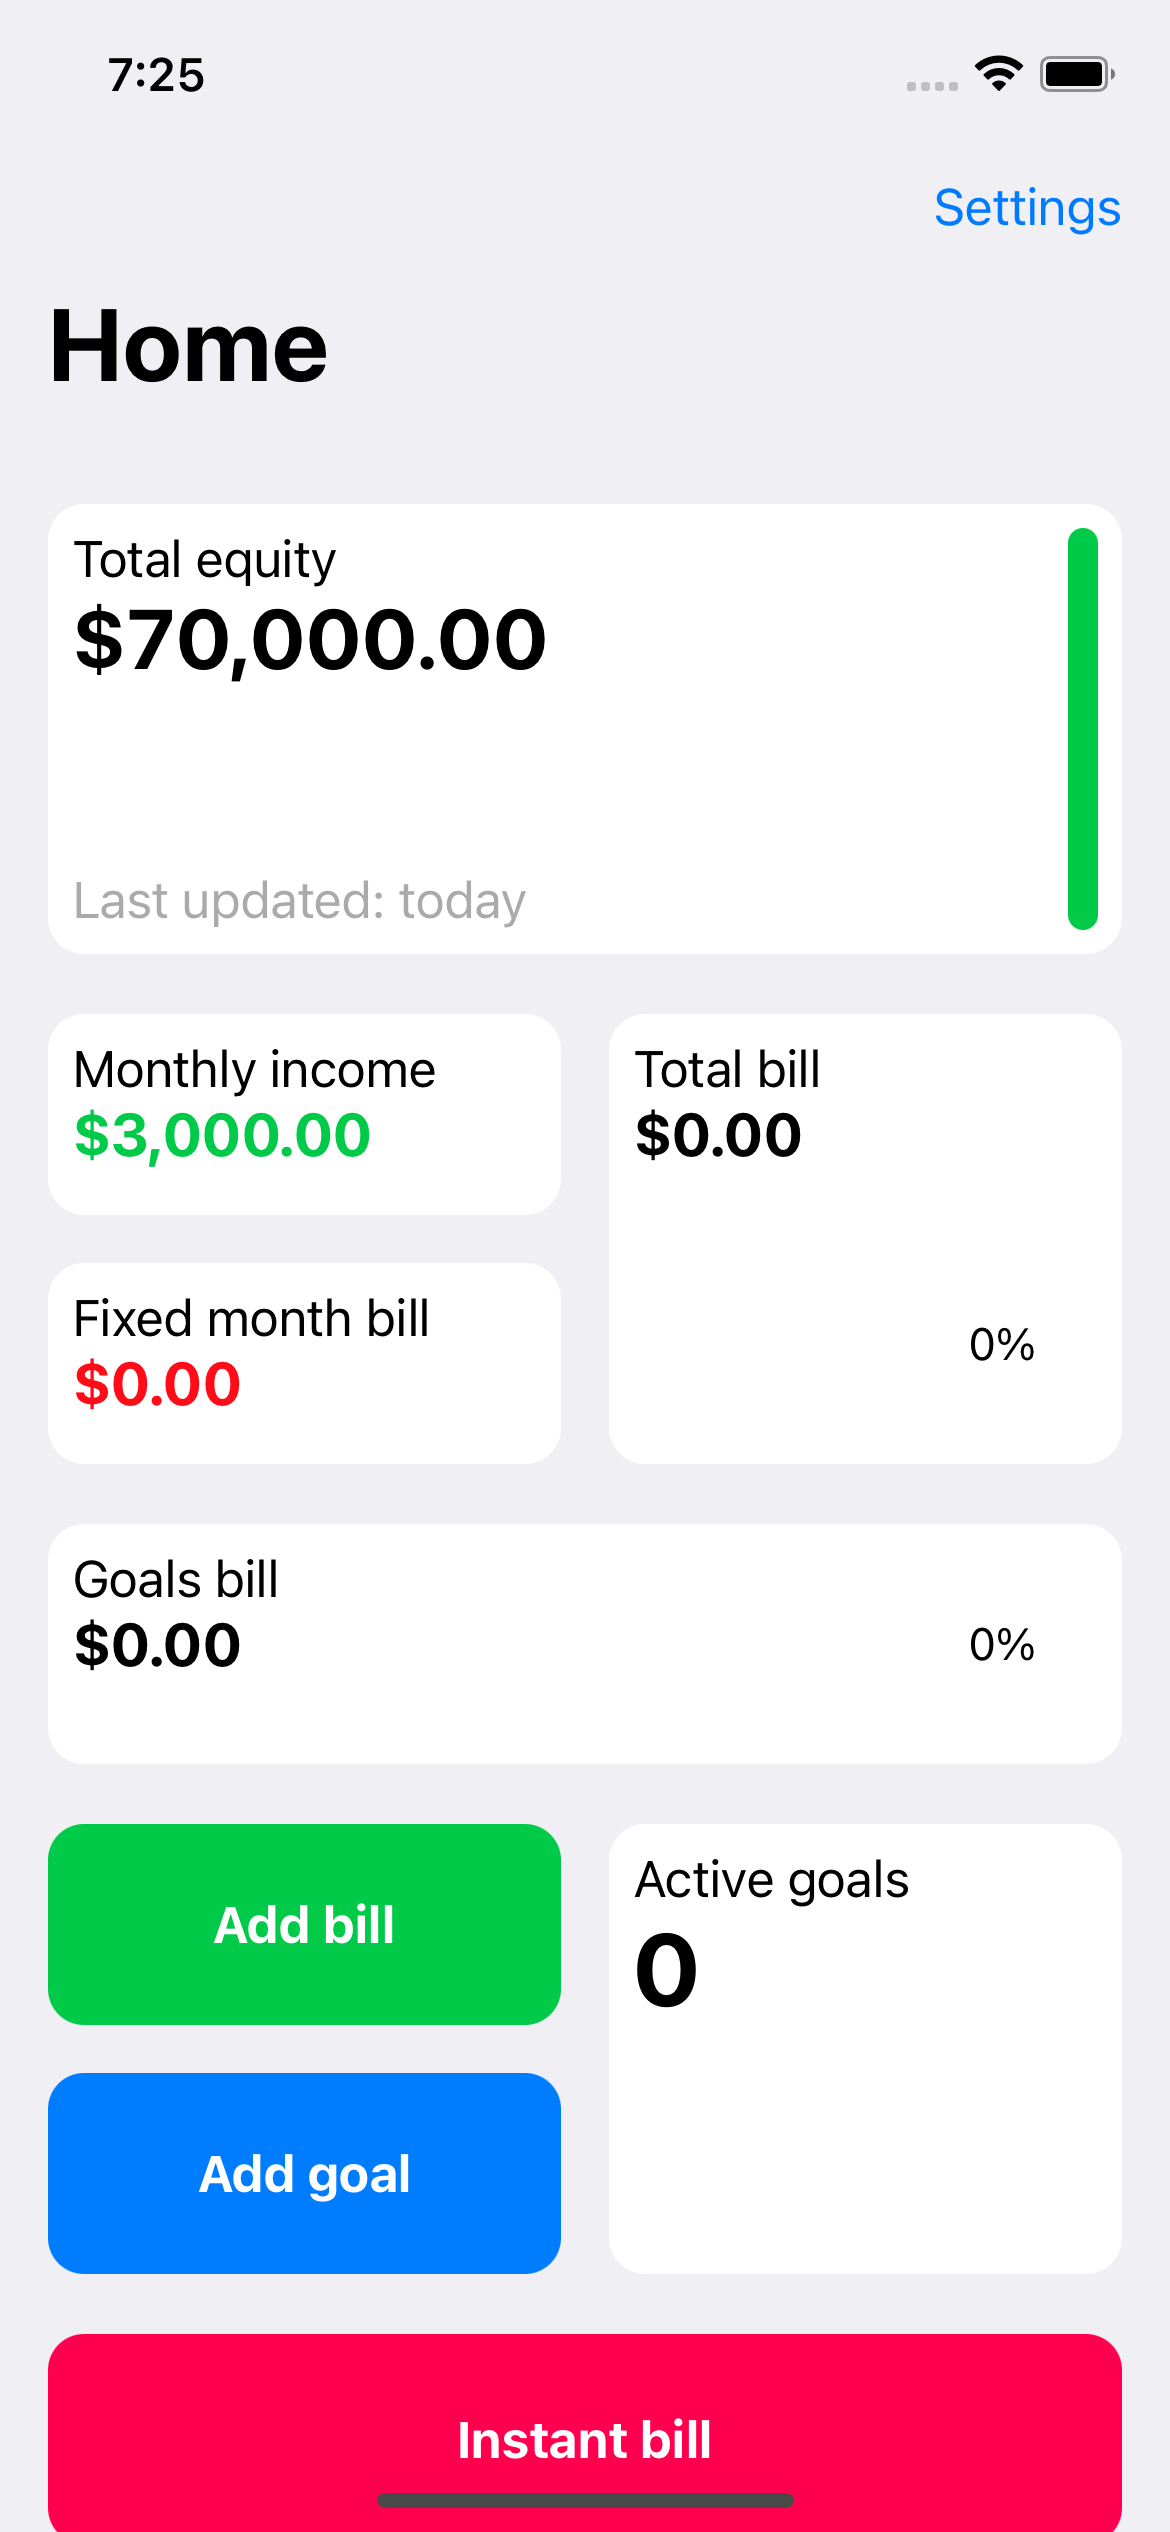 7:25
Settings
Home
Total equity
$70,000.00
Last updated: today
Monthly income
$3,000.00
Total bill
$0.00
0%
Fixed month bill
$0.00
Goals bill
$0.00
0%
Add bill
Active goals
0
Add goal
Instant bill